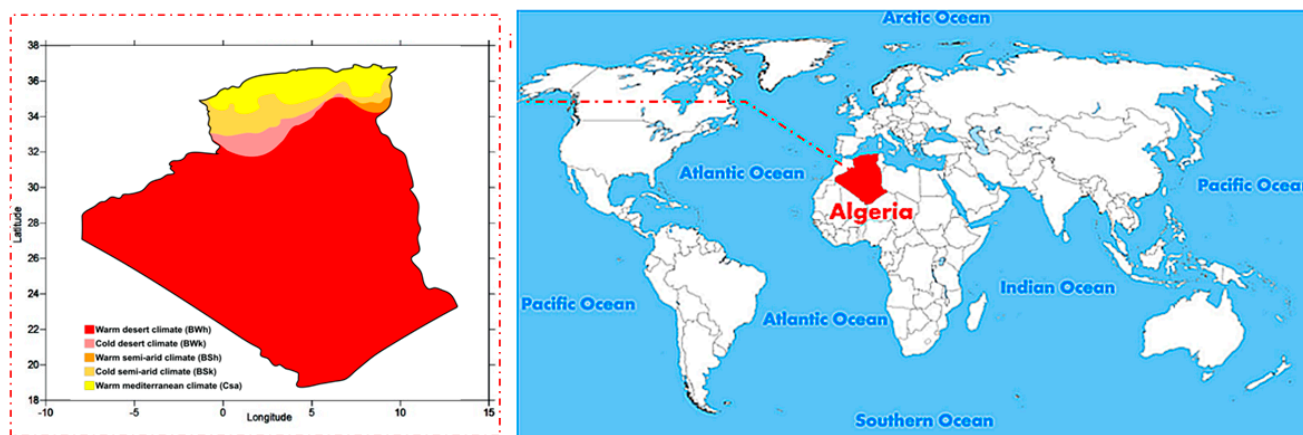 38
36
34
32
30
28
26
24
22
20
18
Latitude
Warm desert climate (BWh)
Cold desert climate (BWk)
Warm semi-arid climate (BSh)
Cold semi-arid climate (BSk)
Warm mediterranean climate (Csa)
-10
-5
0
5
10
15
Longitude
Arctic Ocean
Atlantic Ocean
Pacific Ocean
Algeria
Indian Ocean
Pacific Ocean
Atlantic Ocean
Southern Ocean